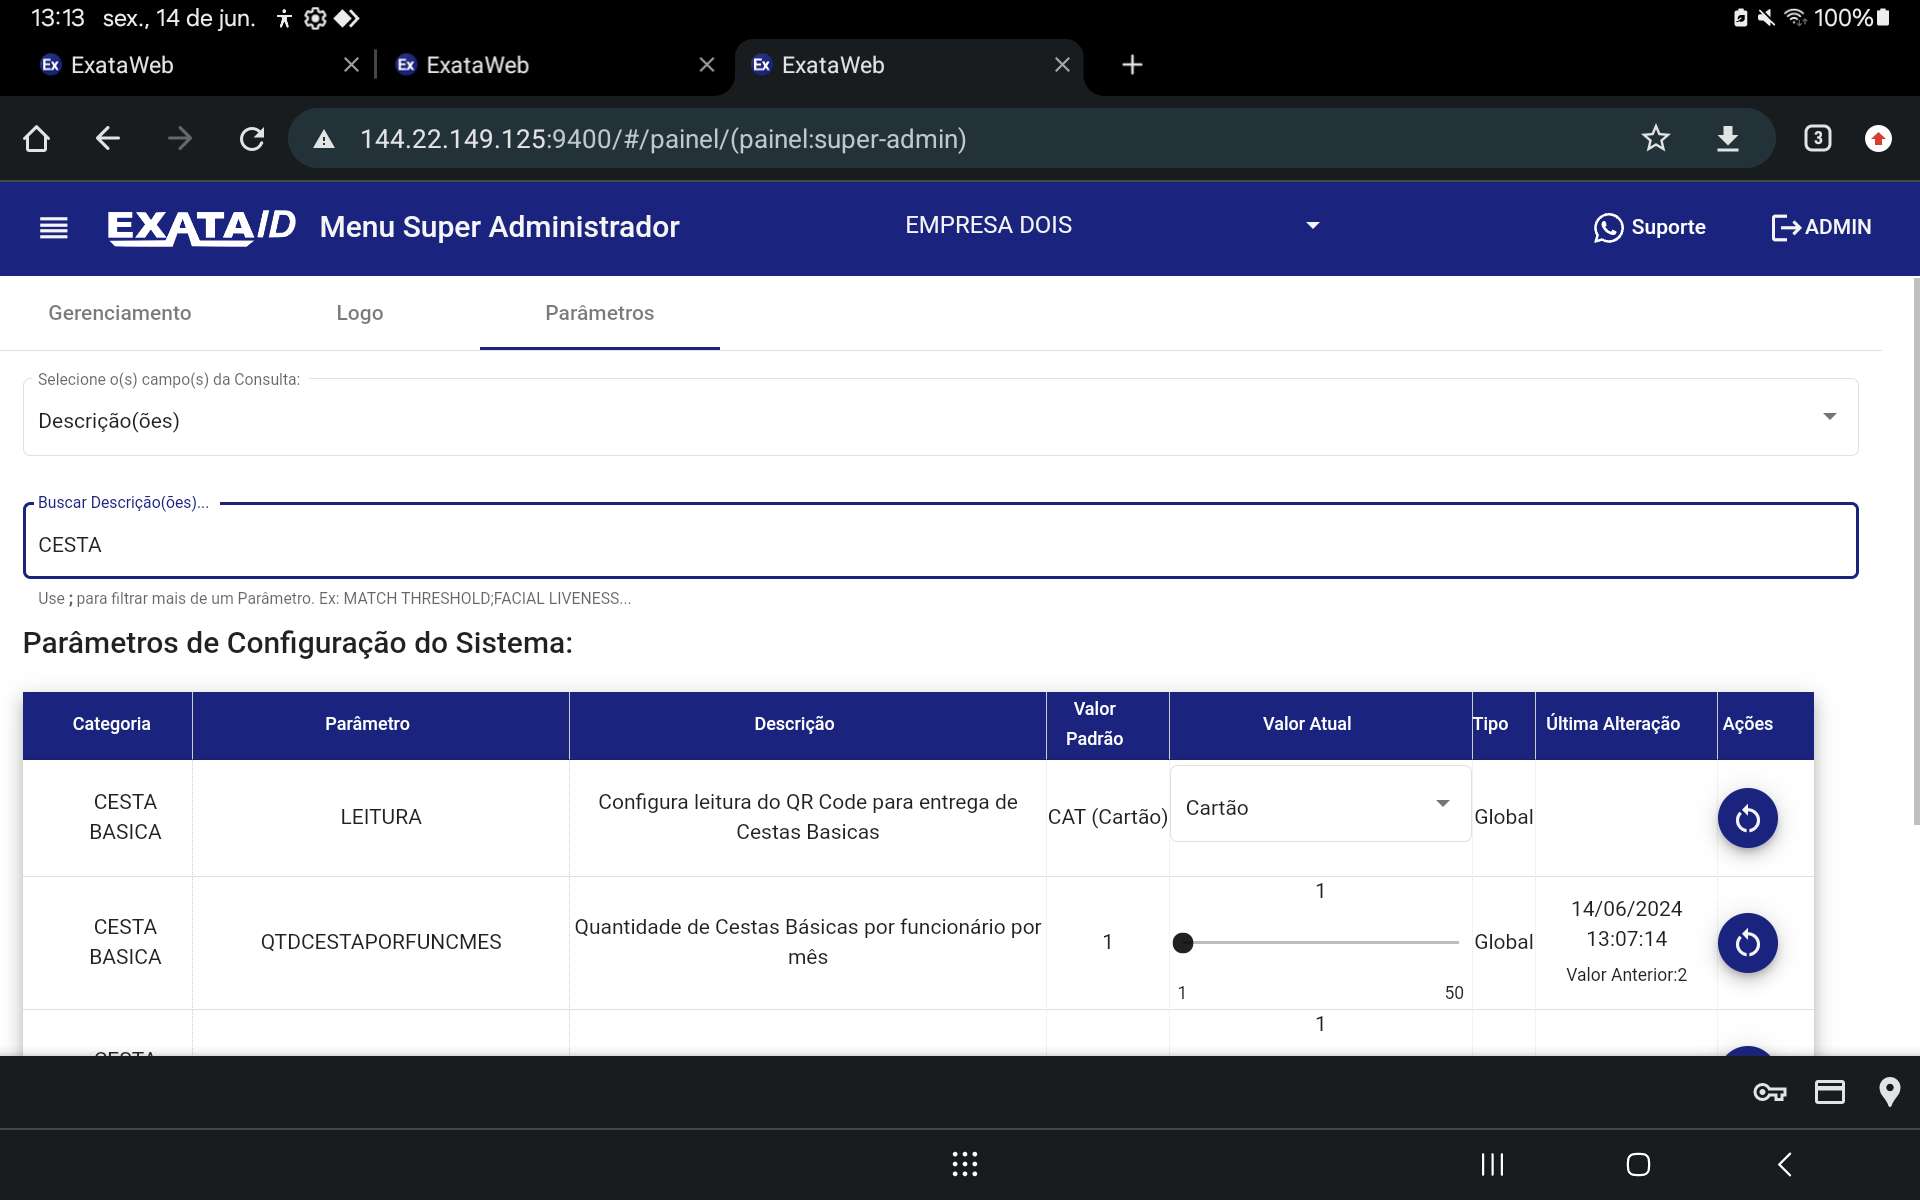 13:13 sex., 14 de jun. 100%
Ex ExataWeb Ex ExataWeb Ex ExataWeb
144.22.149.125:9400/#/painel/(painel:super-admin) 3
EXATA/D Menu Super Administrador EMPRESA DOIS Suporte ADMIN
Gerenciamento Logo Parâmetros
Selecione o(s) campo(s) da Consulta:
Descrição(ões)
Buscar Descrição(ões)...
CESTA
Use ; para filtrar mais de um Parâmetro. Ex: MATCH THRESHOLD;FACIAL LIVENESS...
Parâmetros de Configuração do Sistema:
Categoria Parâmetro Descrição Valor Padrão Valor Atual Tipo Última Alteração Ações
CESTA BASICA LEITURA Configura leitura do QR Code para entrega de Cestas Basicas CAT (Cartão) Cartão Global
CESTA BASICA QTDCESTAPORFUNCMES Quantidade de Cestas Básicas por funcionário por mês 1 1 1 50 Global 14/06/2024 13:07:14 Valor Anterior:2
CESTA 1